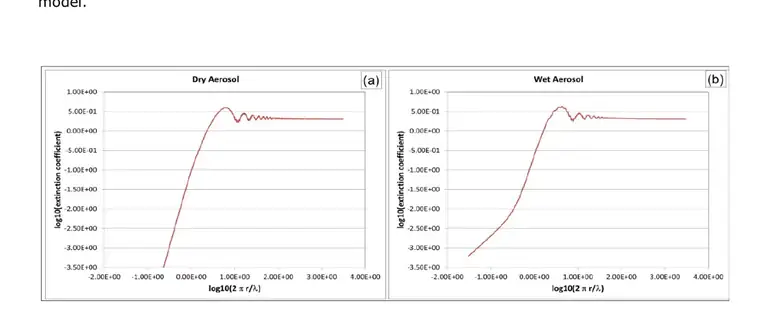 model.
Dry Aerosol
(a)
1.00E+00
5.00E-01
0.00E+00
-5.00E-01
-1.00E+00
-1.50E+00
-2.00E+00
-2.50E+00
-3.00E+00
-3.50E+00
log10(extinction coefficient)
-2.00E+00 -1.00E+00 0.00E+00 1.00E+00 2.00E+00 3.00E+00 4.00E+00
log10(2 π r/λ)
Wet Aerosol
(b)
1.00E+00
5.00E-01
0.00E+00
-5.00E-01
-1.00E+00
-1.50E+00
-2.00E+00
-2.50E+00
-3.00E+00
-3.50E+00
log10(extinction coefficient)
-2.00E+00 -1.00E+00 0.00E+00 1.00E+00 2.00E+00 3.00E+00 4.00E+00
log10(2 π r/λ)